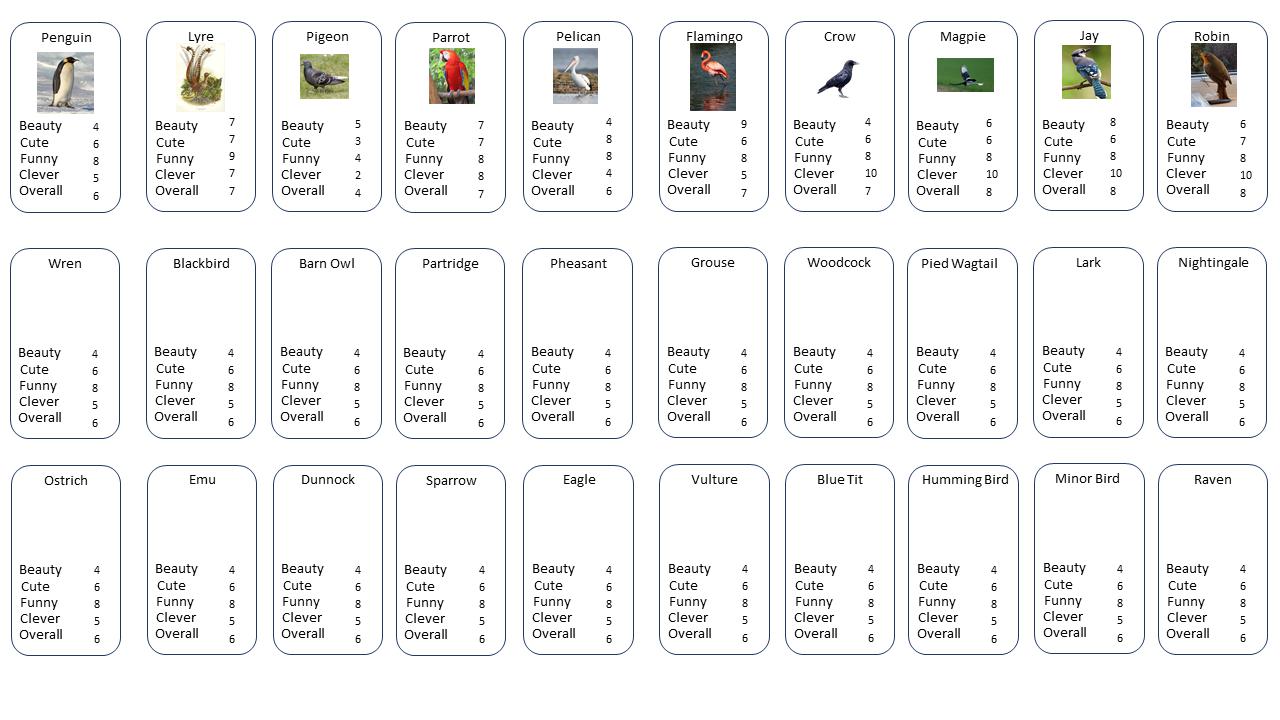 Penguin
Beauty 4
Cute 6
Funny 8
Clever 5
Overall 6
Lyre
Beauty 7
Cute 7
Funny 9
Clever 7
Overall 7
Pigeon
Beauty 5
Cute 3
Funny 4
Clever 2
Overall 4
Parrot
Beauty 7
Cute 7
Funny 8
Clever 8
Overall 7
Pelican
Beauty 4
Cute 8
Funny 8
Clever 4
Overall 6
Flamingo
Beauty 9
Cute 6
Funny 8
Clever 5
Overall 7
Crow
Beauty 4
Cute 6
Funny 8
Clever 10
Overall 7
Magpie
Beauty 6
Cute 6
Funny 8
Clever 10
Overall 8
Jay
Beauty 8
Cute 6
Funny 8
Clever 10
Overall 8
Robin
Beauty 6
Cute 7
Funny 8
Clever 10
Overall 8
Wren
Beauty 4
Cute 6
Funny 8
Clever 5
Overall 6
Blackbird
Beauty 4
Cute 6
Funny 8
Clever 5
Overall 6
Barn Owl
Beauty 4
Cute 6
Funny 8
Clever 5
Overall 6
Partridge
Beauty 4
Cute 6
Funny 8
Clever 5
Overall 6
Pheasant
Beauty 4
Cute 6
Funny 8
Clever 5
Overall 6
Grouse
Beauty 4
Cute 6
Funny 8
Clever 5
Overall 6
Woodcock
Beauty 4
Cute 6
Funny 8
Clever 5
Overall 6
Pied Wagtail
Beauty 4
Cute 6
Funny 8
Clever 5
Overall 6
Lark
Beauty 4
Cute 6
Funny 8
Clever 5
Overall 6
Nightingale
Beauty 4
Cute 6
Funny 8
Clever 5
Overall 6
Ostrich
Beauty 4
Cute 6
Funny 8
Clever 5
Overall 6
Emu
Beauty 4
Cute 6
Funny 8
Clever 5
Overall 6
Dunnock
Beauty 4
Cute 6
Funny 8
Clever 5
Overall 6
Sparrow
Beauty 4
Cute 6
Funny 8
Clever 5
Overall 6
Eagle
Beauty 4
Cute 6
Funny 8
Clever 5
Overall 6
Vulture
Beauty 4
Cute 6
Funny 8
Clever 5
Overall 6
Blue Tit
Beauty 4
Cute 6
Funny 8
Clever 5
Overall 6
Humming Bird
Beauty 4
Cute 6
Funny 8
Clever 5
Overall 6
Minor Bird
Beauty 4
Cute 6
Funny 8
Clever 5
Overall 6
Raven
Beauty 4
Cute 6
Funny 8
Clever 5
Overall 6